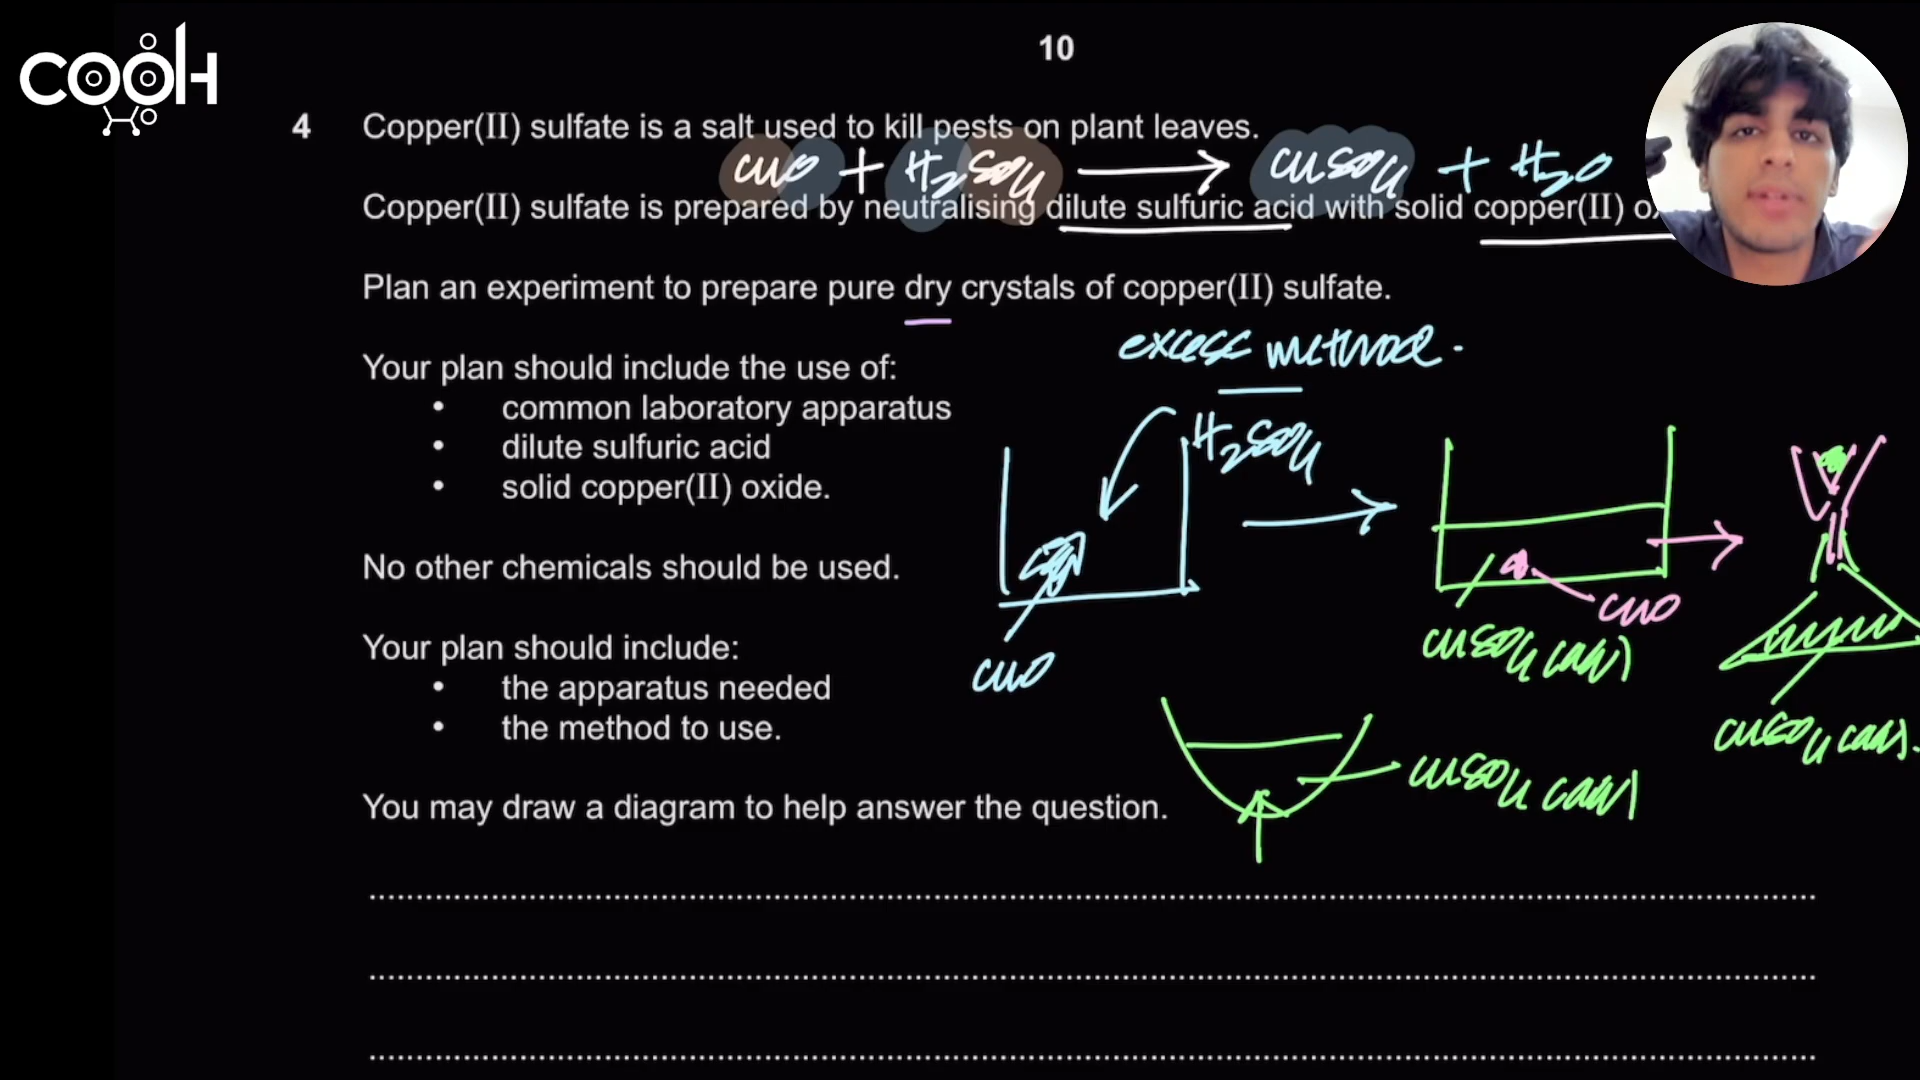 COOH
10
4 Copper(II) sulfate is a salt used to kill pests on plant leaves.
CuO + H2SO4 → CuSO4 + H2O
Copper(II) sulfate is prepared by neutralising dilute sulfuric acid with solid copper(II)
Plan an experiment to prepare pure dry crystals of copper(II) sulfate.
excess method.
Your plan should include the use of:
• common laboratory apparatus
H2SO4
• dilute sulfuric acid
• solid copper(II) oxide.
No other chemicals should be used.
CuO
Your plan should include:
CuSO4 (aq)
CuO
• the apparatus needed
• the method to use.
CuSO4 (aq).
CuSO4 (aq)
You may draw a diagram to help answer the question.